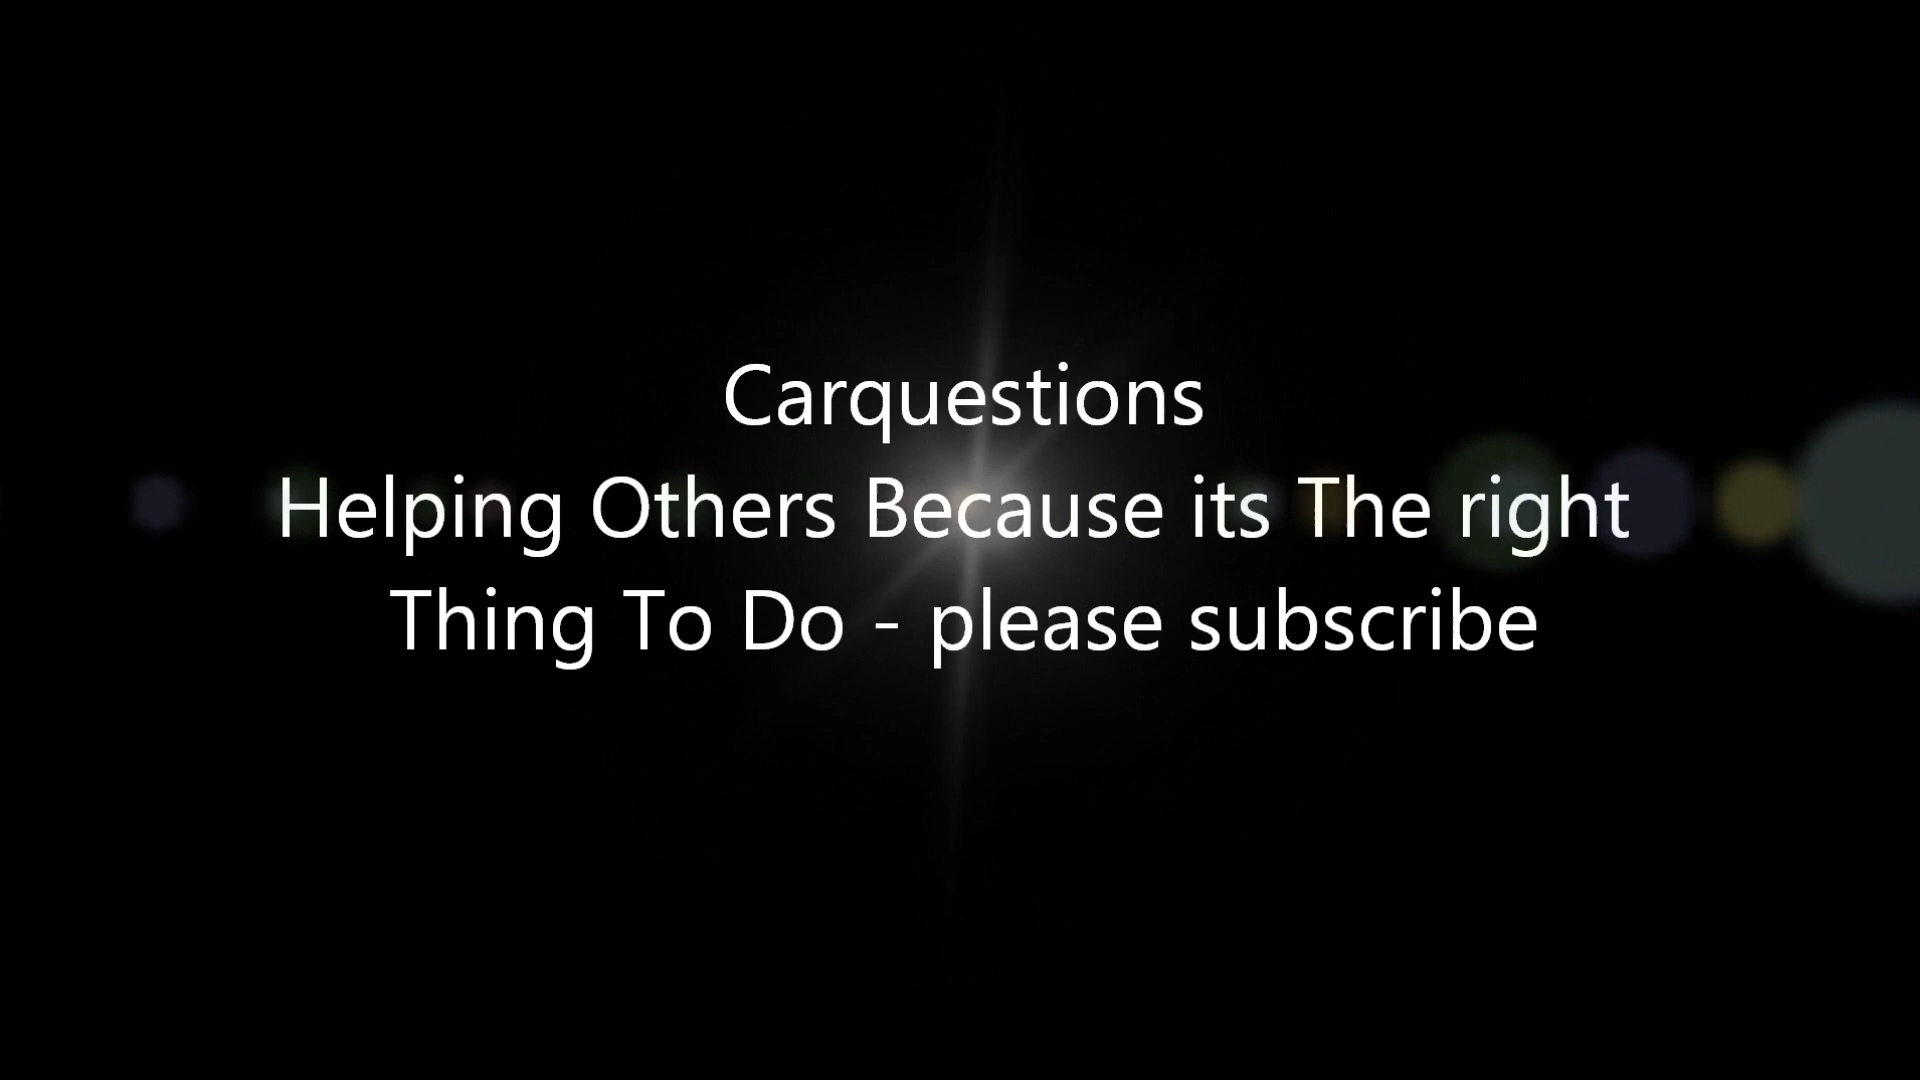 Carquestions
Helping Others Because its The right
Thing To Do - please subscribe